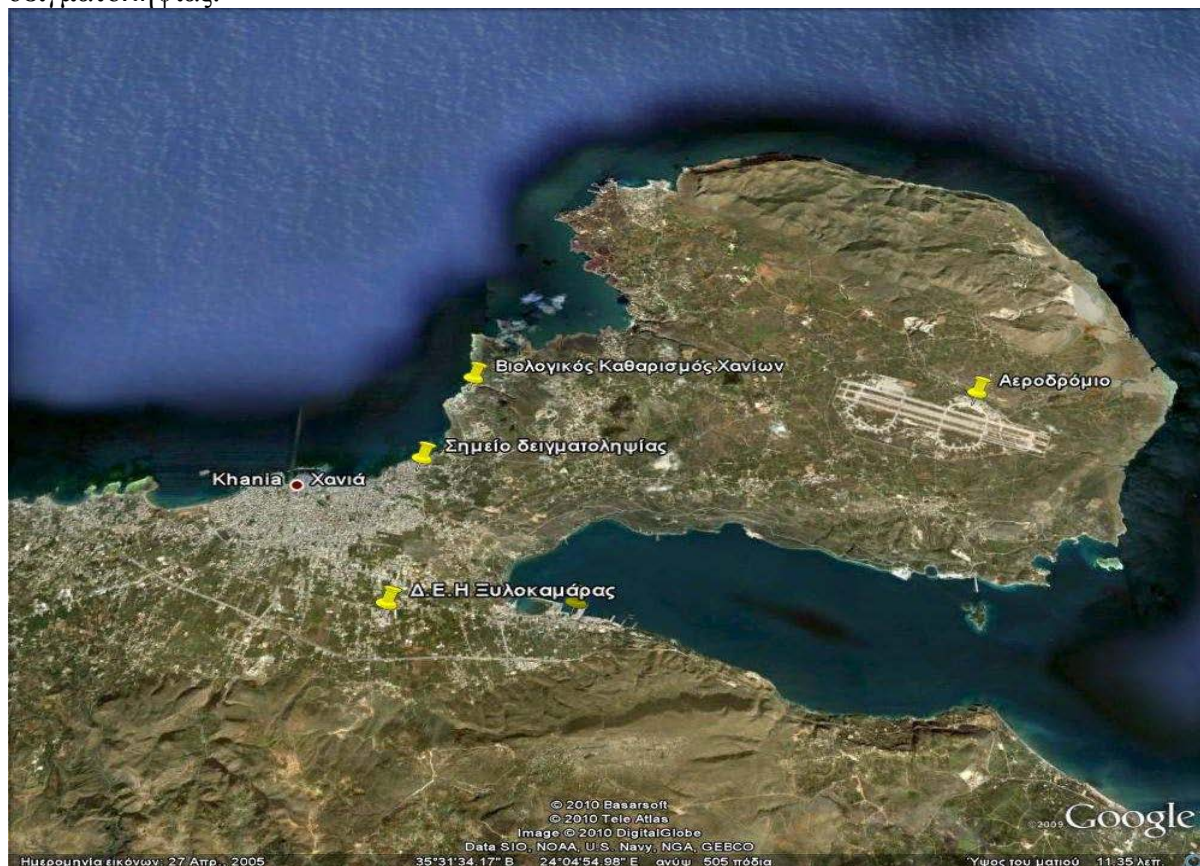 δειγματοληψίας.
Βιολογικός Καθαρισμός Χανίων
Αεροδρόμιο
Σημείο δειγματοληψίας
Khania Χανιά
Δ.Ε.Η Ξυλοκαμάρας
© 2010 Basarsoft
© 2010 Tele Atlas
Image © 2010 DigitalGlobe
Data SIO, NOAA, U.S. Navy, NGA, GEBCO
©2009 Google
Ημερομηνία εικόνων: 27 Απρ., 2005 35°31'34.17" Β 24°04'54.98" Ε ανύψ 505 πόδια Ύψος του ματιού 11.35 λεπ.